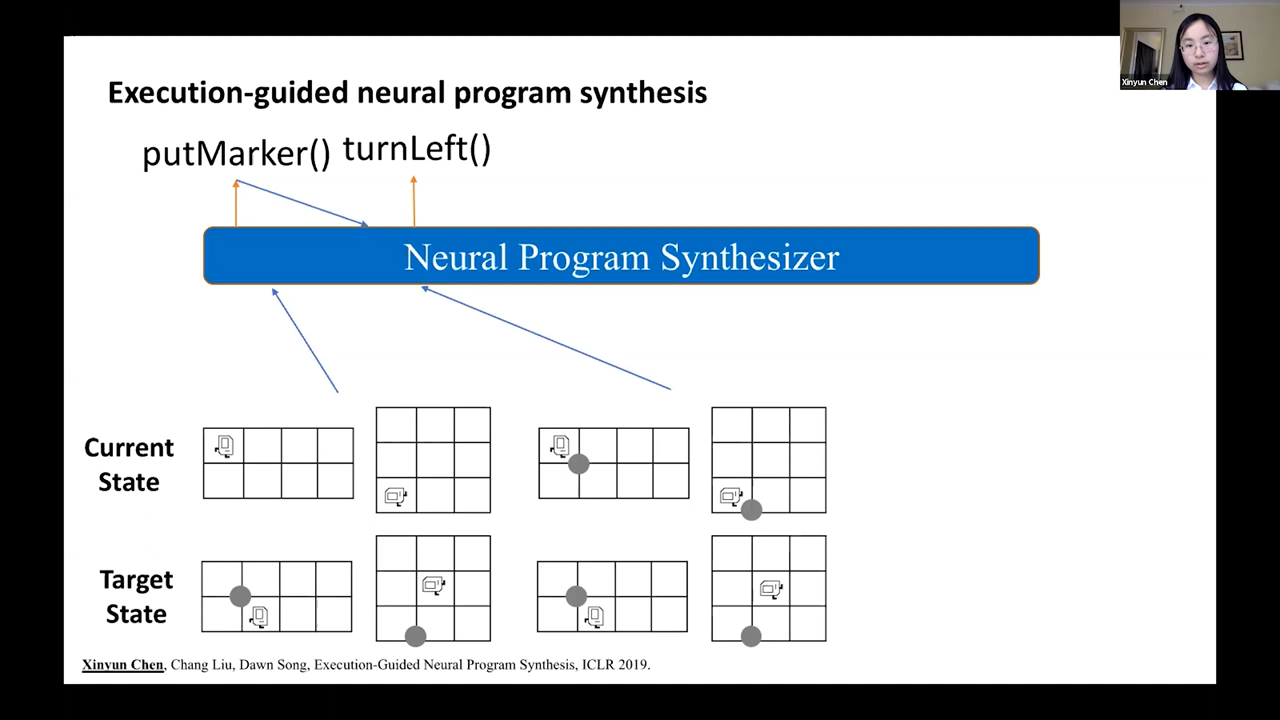 Xinyun Chen
Execution-guided neural program synthesis
putMarker() turnLeft()
Neural Program Synthesizer
Current
State
Target
State
Xinyun Chen, Chang Liu, Dawn Song, Execution-Guided Neural Program Synthesis, ICLR 2019.